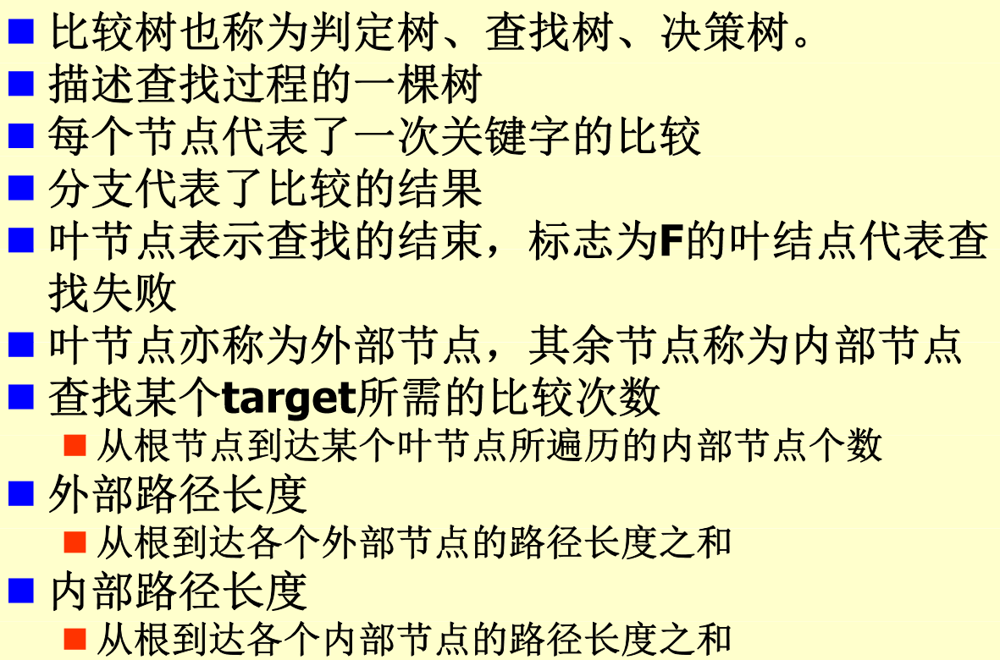 比较树也称为判定树、查找树、决策树。
描述查找过程的一棵树
每个节点代表了一次关键字的比较
分支代表了比较的结果
叶节点表示查找的结束，标志为F的叶结点代表查
找失败
叶节点亦称为外部节点，其余节点称为内部节点
查找某个target所需的比较次数
从根节点到达某个叶节点所遍历的内部节点个数
外部路径长度
从根到达各个外部节点的路径长度之和
内部路径长度
从根到达各个内部节点的路径长度之和